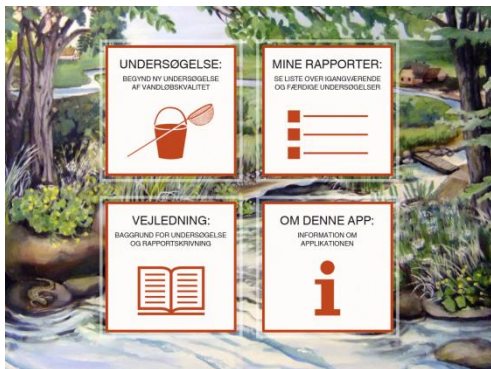 UNDERSØGELSE:
BEGYND NY UNDERSØGELSE
AF VANDLØBSKVALITET
MINE RAPPORTER:
SE LISTE OVER IGANGVÆRENDE
OG FÆRDIGE UNDERSØGELSER
VEJLEDNING:
BAGGRUND FOR UNDERSØGELSE
OG RAPPORTSKRIVNING
OM DENNE APP:
INFORMATION OM
APPLIKATIONEN